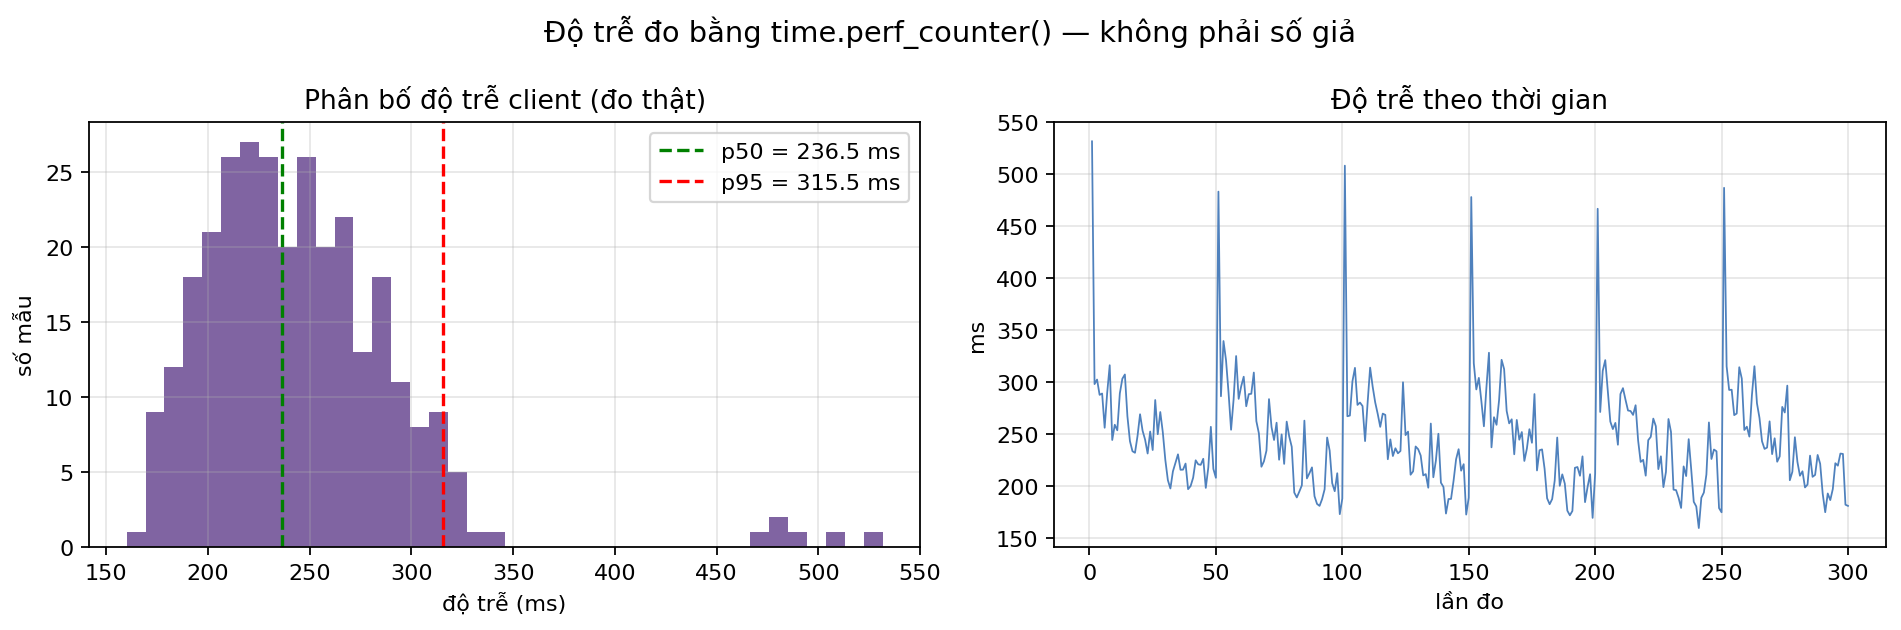 Độ trễ đo bằng time.perf_counter() — không phải số giả
Phân bố độ trễ client (đo thật)
số mẫu
25
20
15
10
5
0
p50 = 236.5 ms
p95 = 315.5 ms
150 200 250 300 350 400 450 500 550
độ trễ (ms)
Độ trễ theo thời gian
ms
550
500
450
400
350
300
250
200
150
0 50 100 150 200 250 300
lần đo